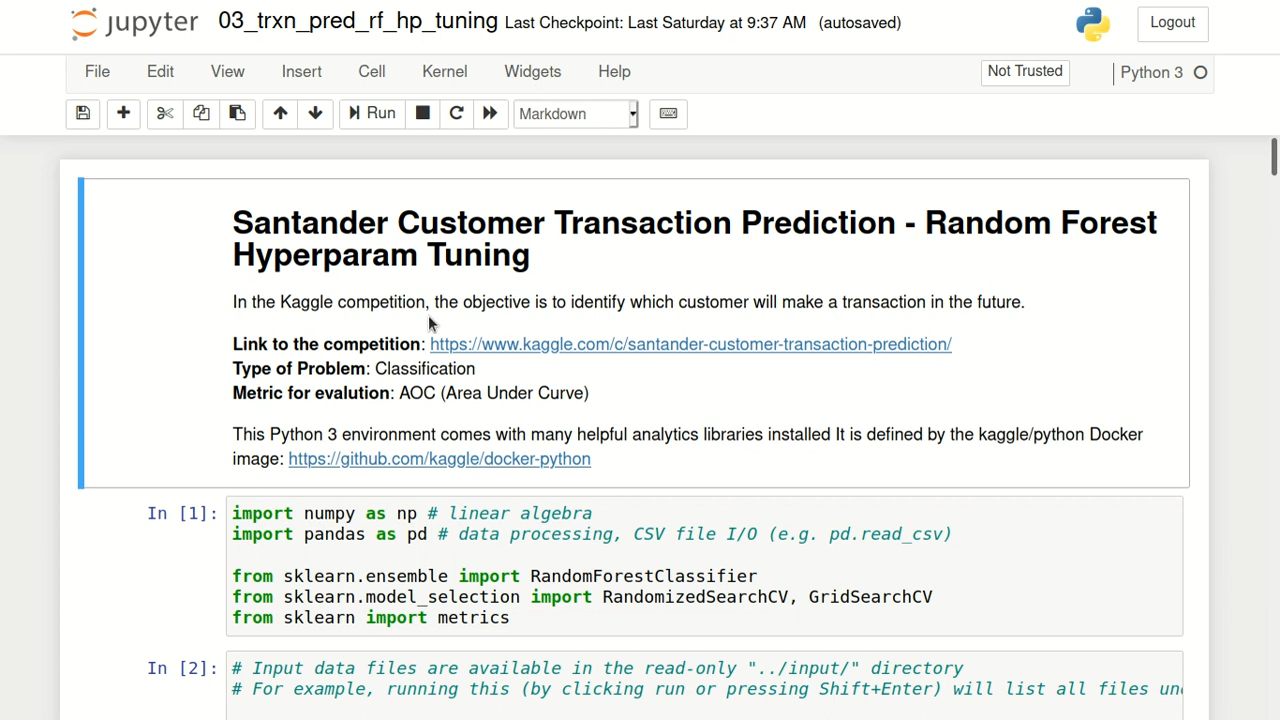 jupyter 03_trxn_pred_rf_hp_tuning Last Checkpoint: Last Saturday at 9:37 AM (autosaved) Logout
File Edit View Insert Cell Kernel Widgets Help Not Trusted Python 3
Run Markdown
Santander Customer Transaction Prediction - Random Forest
Hyperparam Tuning
In the Kaggle competition, the objective is to identify which customer will make a transaction in the future.
Link to the competition: https://www.kaggle.com/c/santander-customer-transaction-prediction/
Type of Problem: Classification
Metric for evalution: AOC (Area Under Curve)
This Python 3 environment comes with many helpful analytics libraries installed It is defined by the kaggle/python Docker
image: https://github.com/kaggle/docker-python
In [1]: import numpy as np # linear algebra
import pandas as pd # data processing, CSV file I/O (e.g. pd.read_csv)
from sklearn.ensemble import RandomForestClassifier
from sklearn.model_selection import RandomizedSearchCV, GridSearchCV
from sklearn import metrics
In [2]: # Input data files are available in the read-only "../input/" directory
# For example, running this (by clicking run or pressing Shift+Enter) will list all files